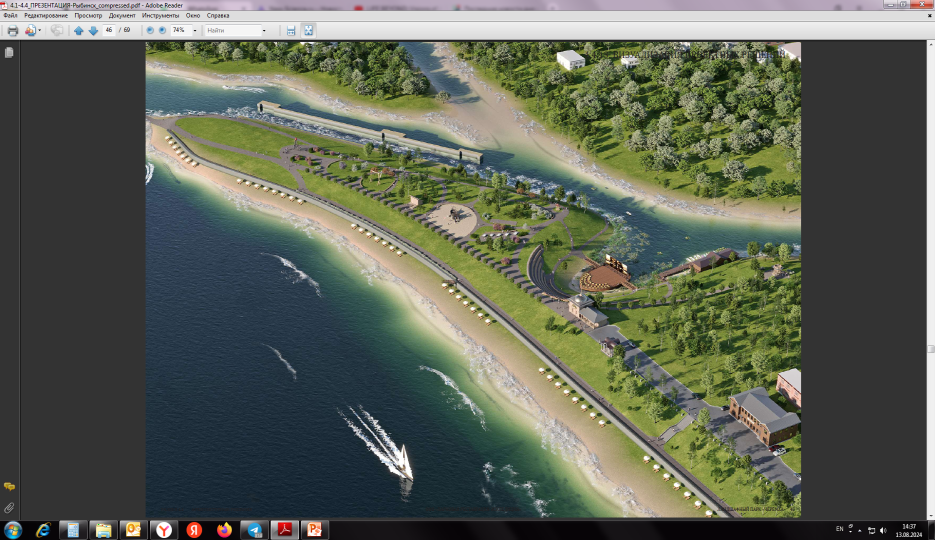 4.1-4.4_ПРЕЗЕНТАЦИЯ-Рыбинск_compressed.pdf - Adobe Reader
Файл Редактирование Просмотр Документ Инструменты Окно Справка
46 / 69 74% Найти
EN 14:37
13.08.2024